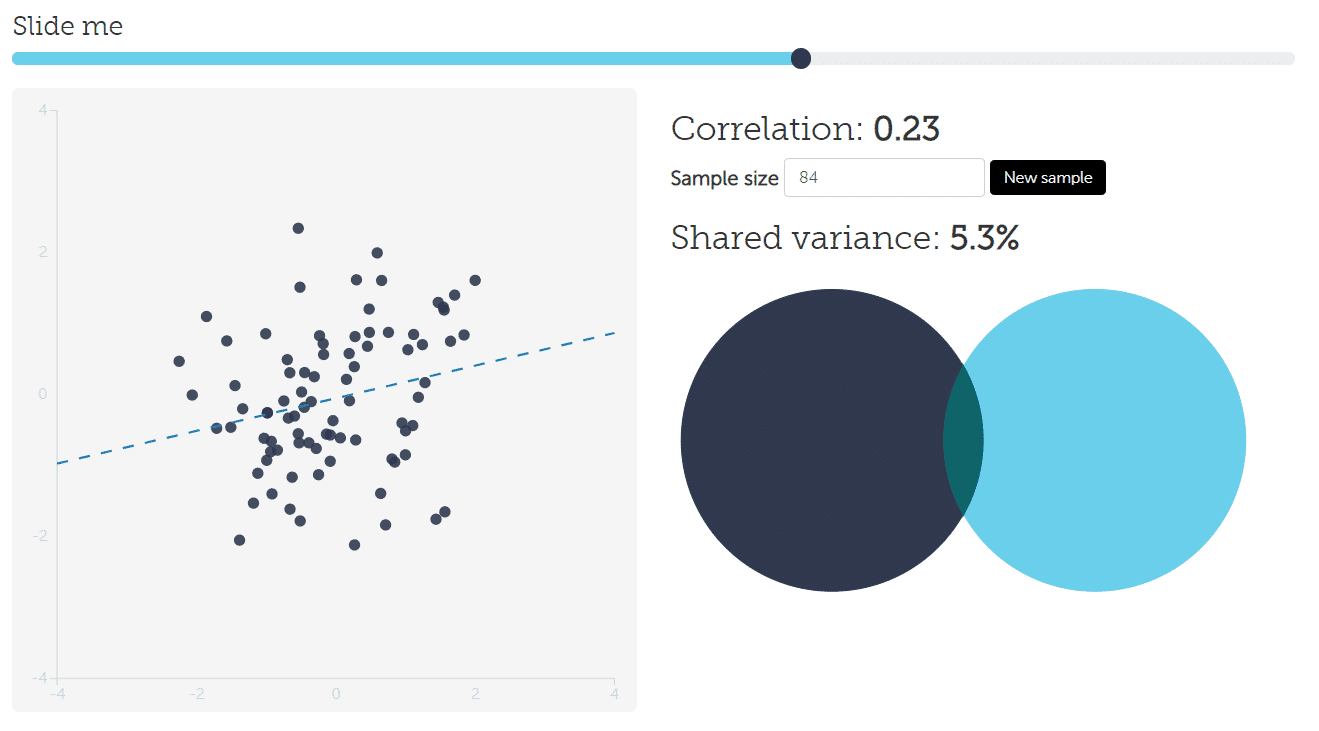 Slide me
4
2
0
-2
-4
-4 -2 0 2 4
Correlation: 0.23
Sample size 84 New sample
Shared variance: 5.3%